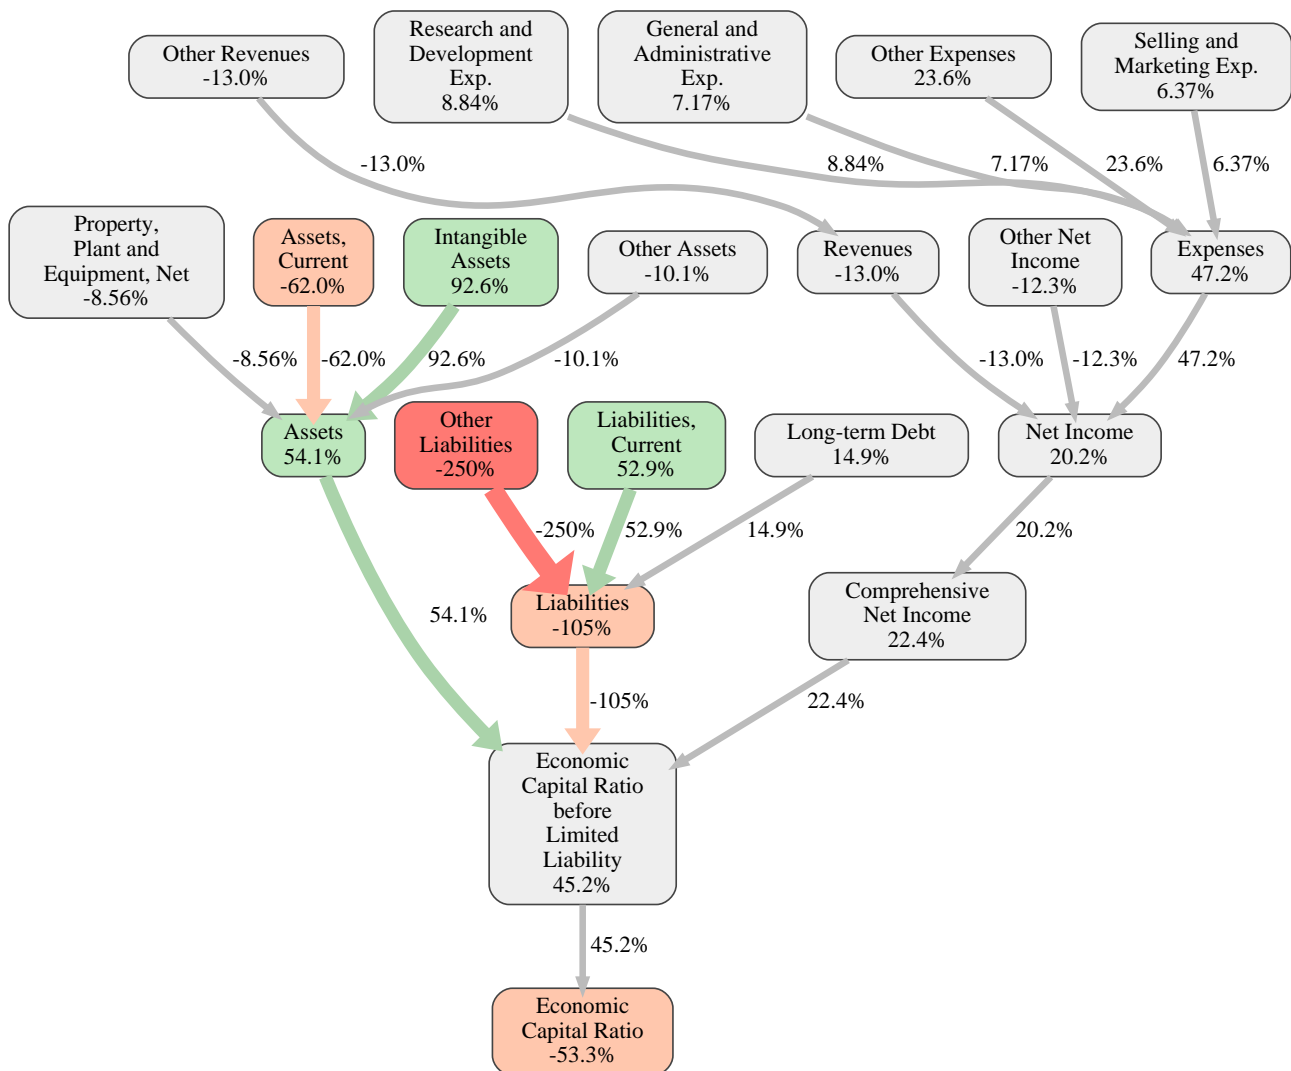 Other Revenues
-13.0%
Research and
Development
Exp.
8.84%
General and
Administrative
Exp.
7.17%
Other Expenses
23.6%
Selling and
Marketing Exp.
6.37%
-13.0%
8.84%
7.17%
23.6%
6.37%
Property,
Plant and
Equipment, Net
-8.56%
Assets,
Current
-62.0%
Intangible
Assets
92.6%
Other Assets
-10.1%
Revenues
-13.0%
Other Net
Income
-12.3%
Expenses
47.2%
-8.56%
-62.0%
92.6%
-10.1%
-13.0%
-12.3%
47.2%
Assets
54.1%
Other
Liabilities
-250%
Liabilities,
Current
52.9%
Long-term Debt
14.9%
Net Income
20.2%
-250%
52.9%
14.9%
20.2%
54.1%
Liabilities
-105%
Comprehensive
Net Income
22.4%
-105%
22.4%
Economic
Capital Ratio
before
Limited
Liability
45.2%
45.2%
Economic
Capital Ratio
-53.3%